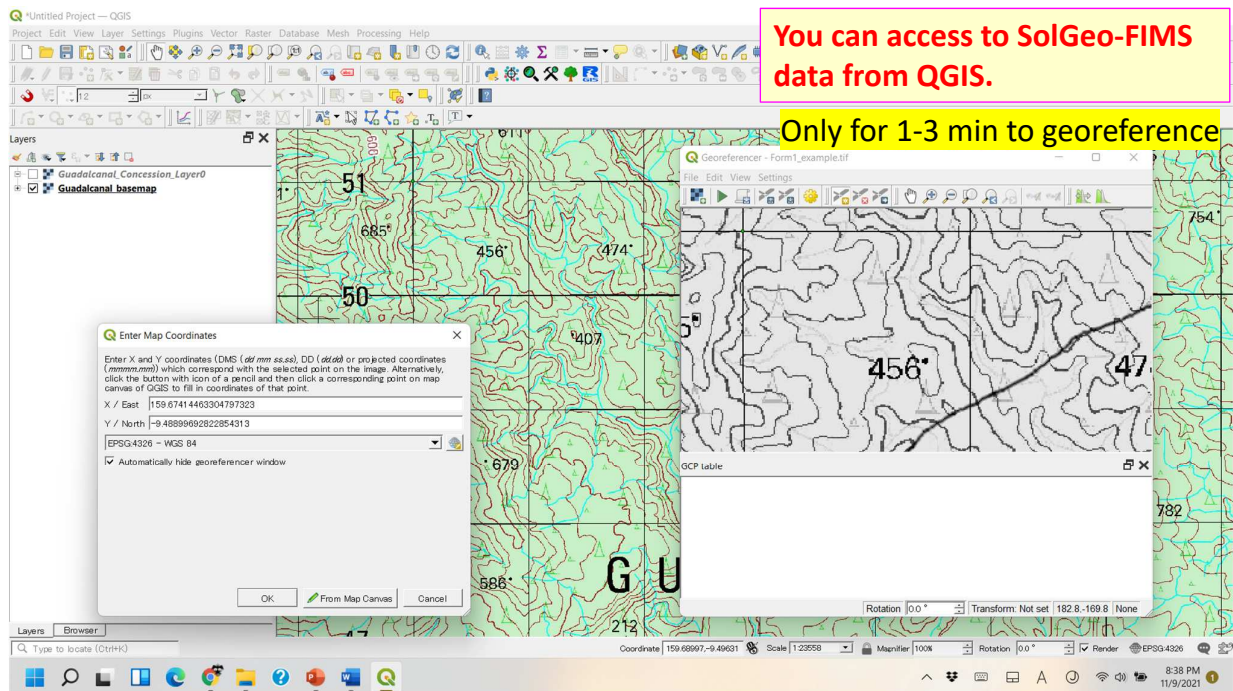 *Untitled Project — QGIS
Project Edit View Layer Settings Plugins Vector Raster Database Mesh Processing Help
You can access to SolGeo-FIMS
data from QGIS.
Only for 1-3 min to georeference
12 px
Layers
Guadalcanal_Concession_Layer0
Guadalcanal basemap
609
611
51
685
456
474
754
50
407
679
782
586
G U
212
47
Georeferencer - Form1_example.tif
File Edit View Settings
456
47
GCP table
Rotation 0.0 ° Transform: Not set 182.8,-169.8 None
Enter Map Coordinates
Enter X and Y coordinates (DMS (dd mm ss.ss), DD (dd.dd) or projected coordinates
(mmmm.mm)) which correspond with the selected point on the image. Alternatively,
click the button with icon of a pencil and then click a corresponding point on map
canvas of QGIS to fill in coordinates of that point.
X / East 159.67414463304797323
Y / North -9.48899692822854313
EPSG:4326 - WGS 84
Automatically hide georeferencer window
OK From Map Canvas Cancel
Layers Browser
Type to locate (Ctrl+K)
Coordinate 159.68997,-9.49631 Scale 1:23558 Magnifier 100% Rotation 0.0 ° Render EPSG:4326
8:38 PM
11/9/2021